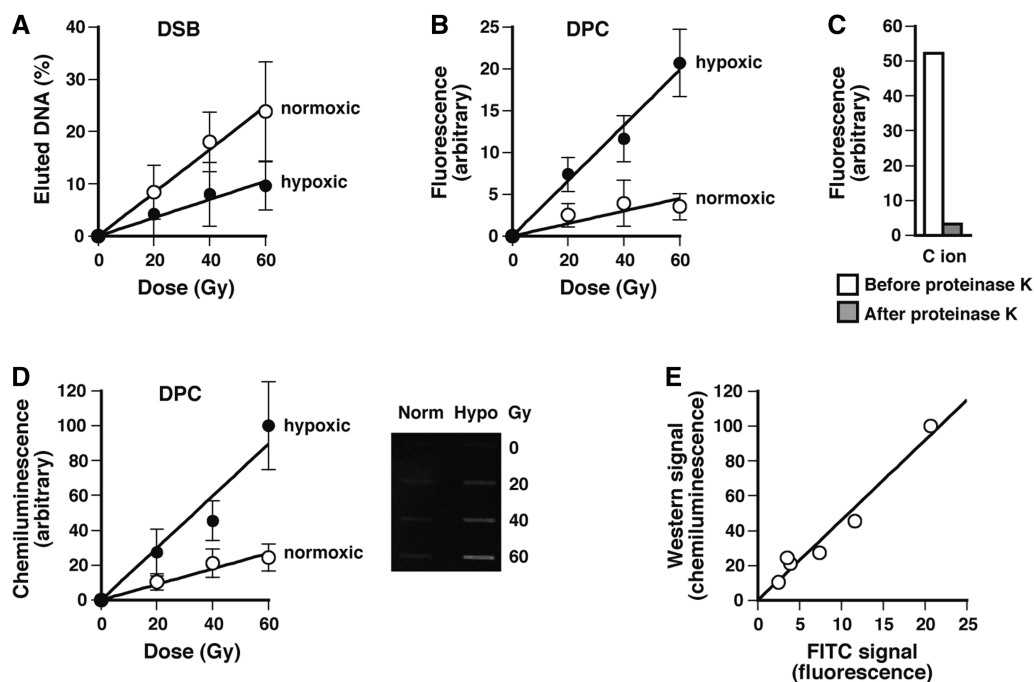 A
DSB
Eluted DNA (%)
40
30
20
10
0
normoxic
hypoxic
0 20 40 60
Dose (Gy)
B
DPC
Fluorescence
(arbitrary)
25
20
15
10
5
0
hypoxic
normoxic
0 20 40 60
Dose (Gy)
C
Fluorescence
(arbitrary)
60
50
40
30
20
10
0
C ion
Before proteinase K
After proteinase K
D
DPC
Chemiluminescence
(arbitrary)
120
100
80
60
40
20
0
hypoxic
normoxic
0 20 40 60
Dose (Gy)
Norm Hypo Gy
0
20
40
60
E
Western signal
(chemiluminescence)
120
100
80
60
40
20
0
0 5 10 15 20 25
FITC signal
(fluorescence)